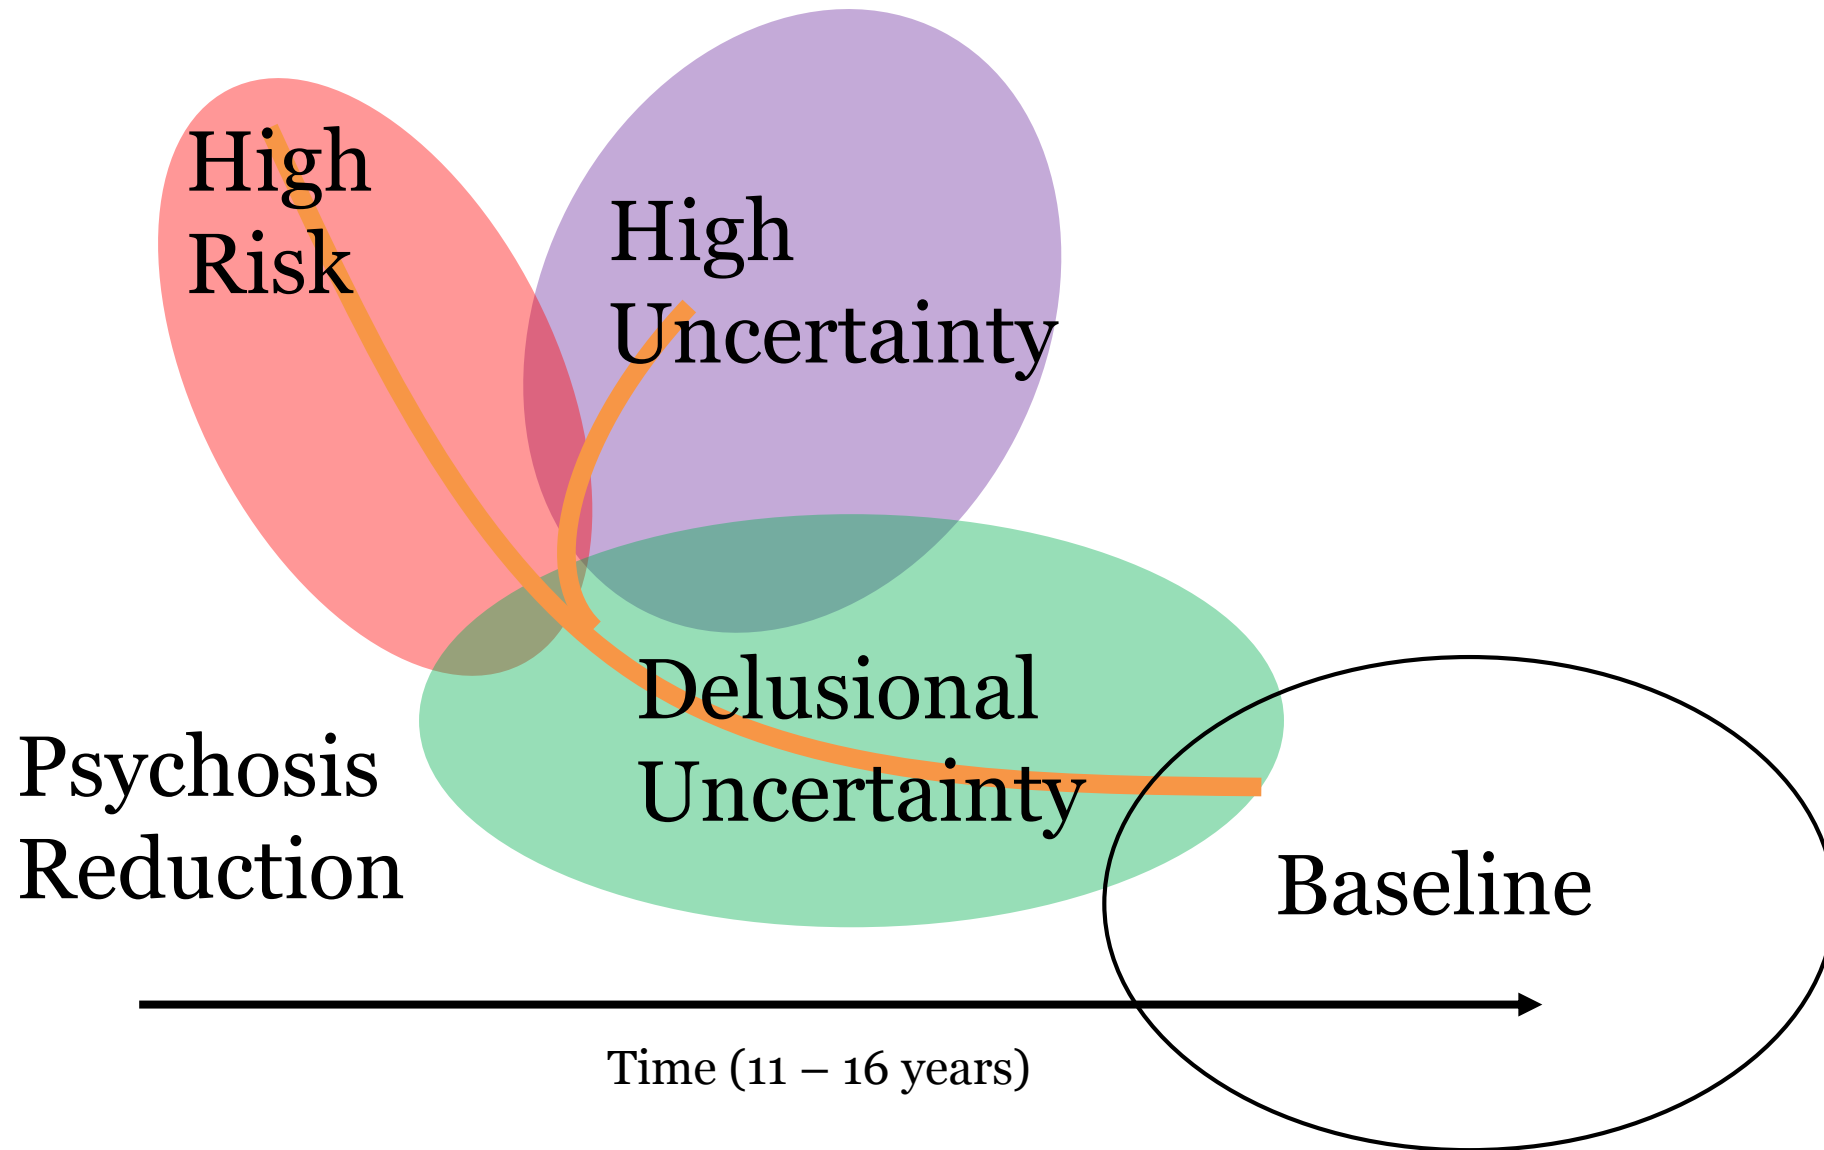 High
Risk
High
Uncertainty
Delusional
Uncertainty
Psychosis
Reduction
Baseline
Time (11 – 16 years)